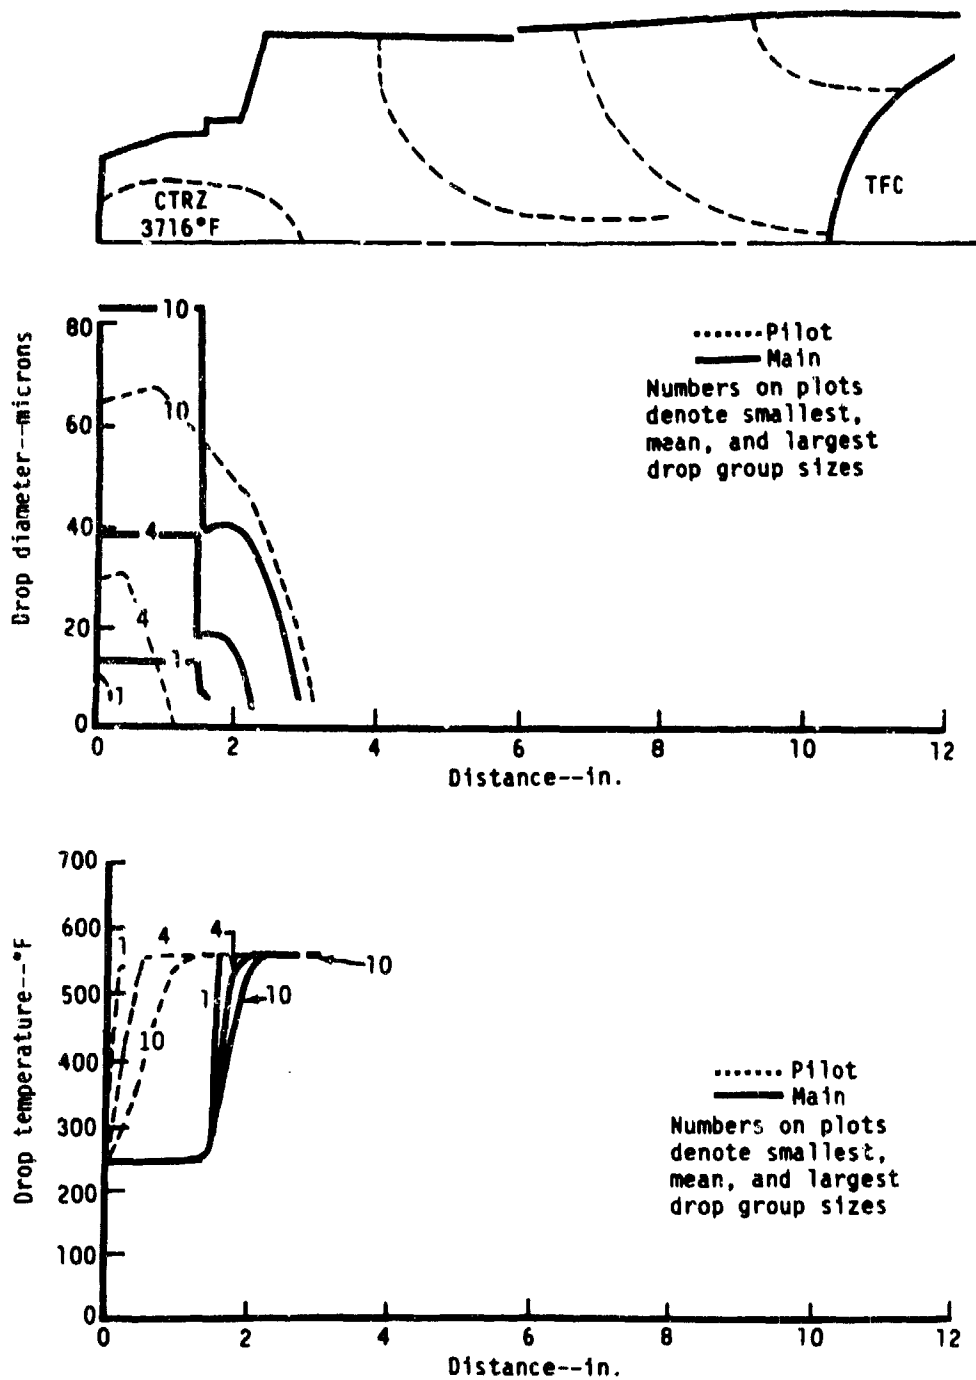 CTRZ
3716°F
TFC
Drop diameter--microns
80
60
40
20
0
10
10
4
4
1
1
Pilot
Main
Numbers on plots
denote smallest,
mean, and largest
drop group sizes
0 2 4 6 8 10 12
Distance--in.
Drop temperature--°F
700
600
500
400
300
200
100
0
1
4
10
4
1
10
10
Pilot
Main
Numbers on plots
denote smallest,
mean, and largest
drop group sizes
0 2 4 6 8 10 12
Distance--in.